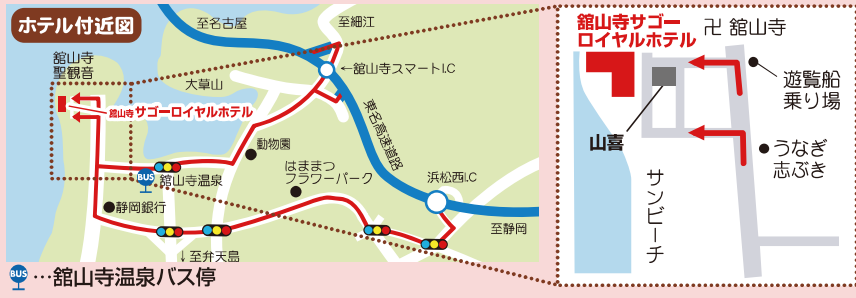 ホテル付近図
至名古屋
至細江
舘山寺
聖観音
大草山
←舘山寺スマートI.C
東名高速道路
舘山寺サゴーロイヤルホテル
動物園
はままつ
フラワーパーク
浜松西I.C
BUS
舘山寺温泉
静岡銀行
至静岡
↓至弁天島
BUS …舘山寺温泉バス停
舘山寺サゴー
ロイヤルホテル
卍 舘山寺
遊覧船
乗り場
山喜
うなぎ
志ぶき
サンビーチ